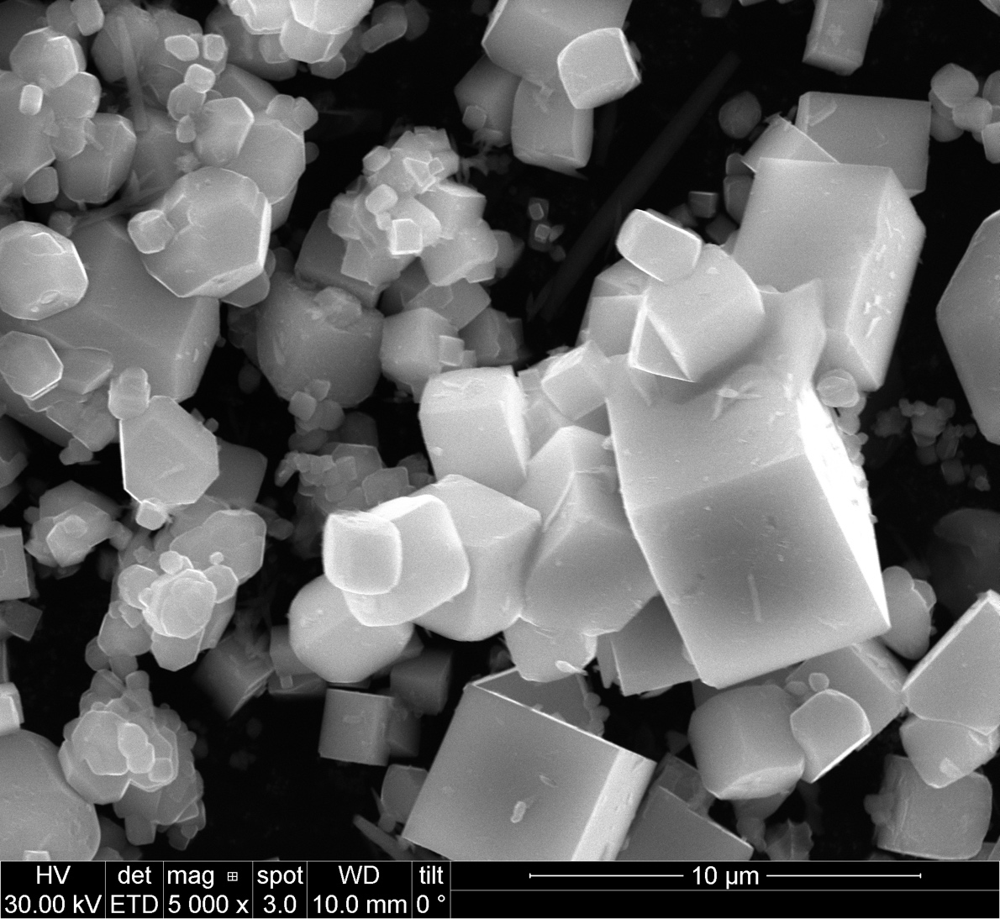 HV det mag ⊞ spot WD tilt
30.00 kV ETD 5 000 x 3.0 10.0 mm 0 °
10 µm